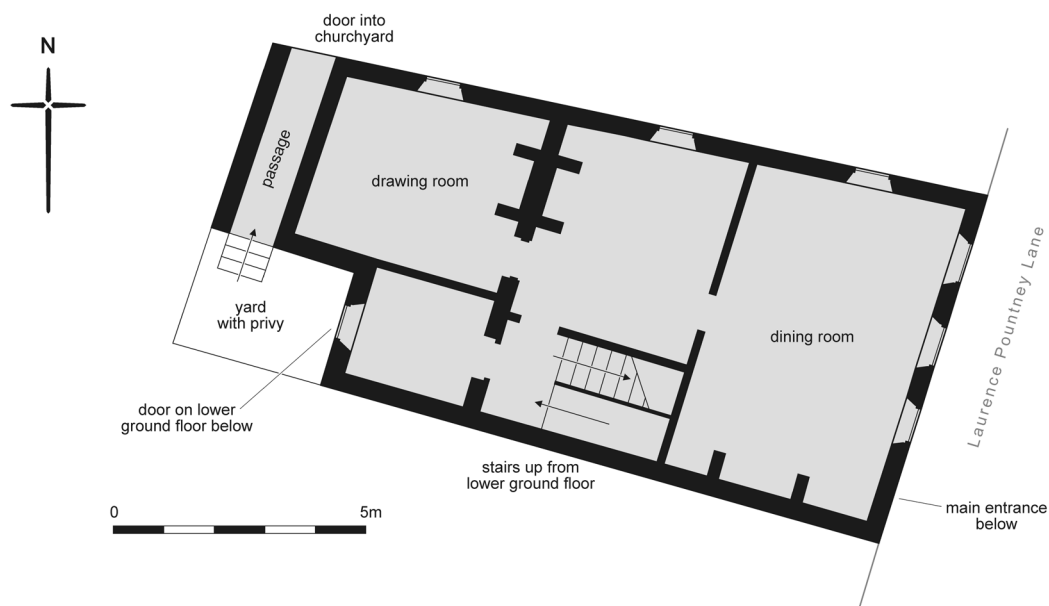 door into
churchyard
N
passage
drawing room
yard
with privy
dining room
Laurence Pountney Lane
door on lower
ground floor below
stairs up from
lower ground floor
main entrance
below
0
5m